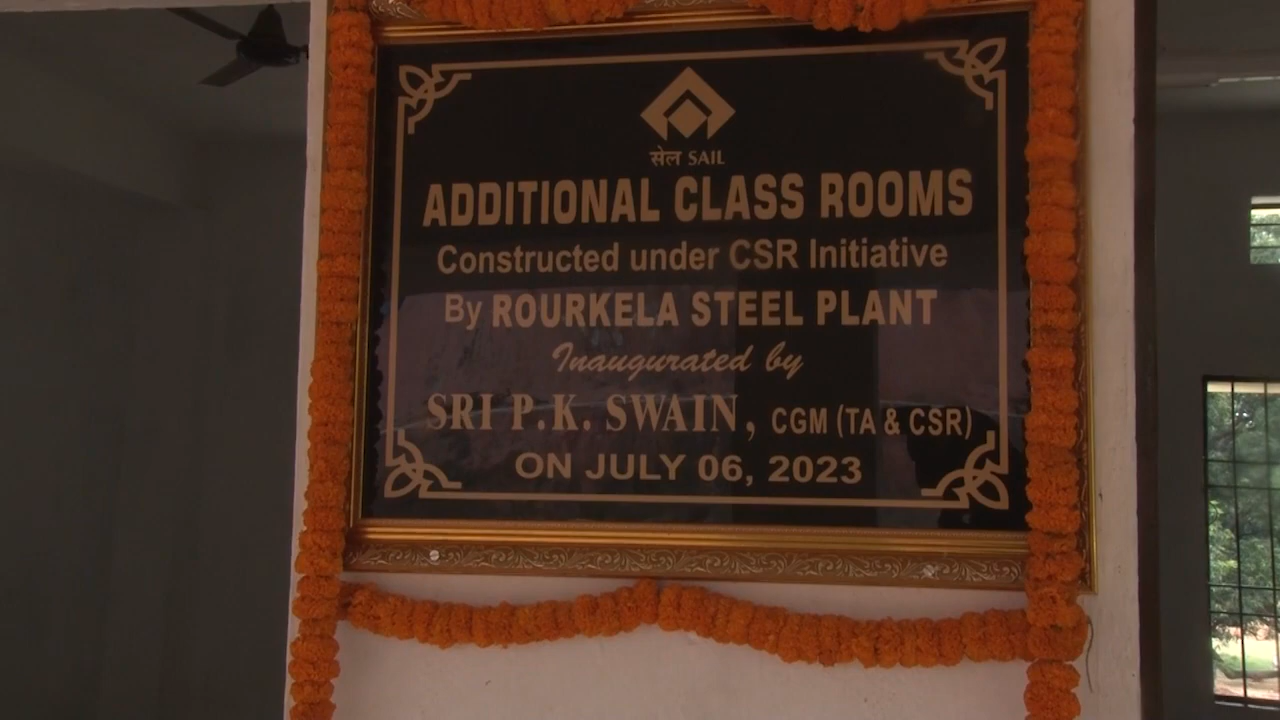 सेल SAIL
ADDITIONAL CLASS ROOMS
Constructed under CSR Initiative
By ROURKELA STEEL PLANT
Inaugurated by
SRI P.K. SWAIN, CGM (TA & CSR)
ON JULY 06, 2023